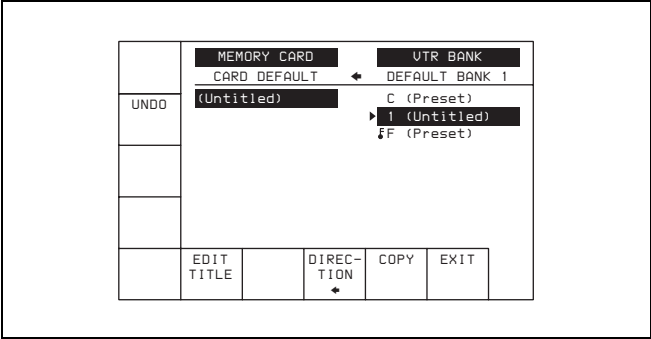 MEMORY CARD VTR BANK
CARD DEFAULT ← DEFAULT BANK 1
UNDO (Untitled) C (Preset)
▶ 1 (Untitled)
F (Preset)
EDIT TITLE DIREC-TION ← COPY EXIT